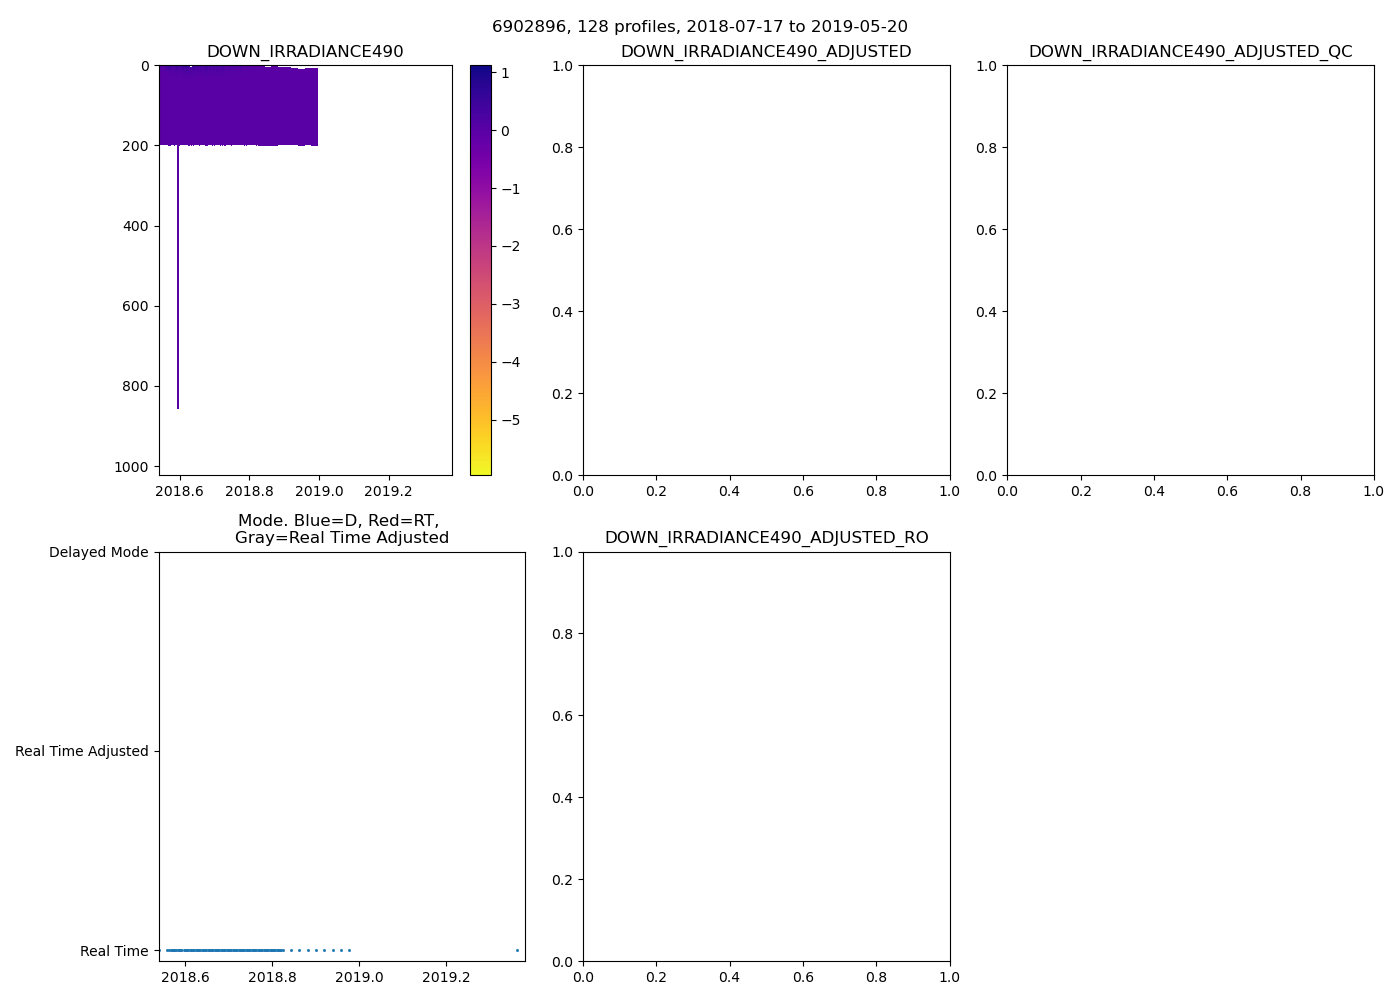 6902896, 128 profiles, 2018-07-17 to 2019-05-20
DOWN_IRRADIANCE490
0
200
400
600
800
1000
2018.6 2018.8 2019.0 2019.2
1
0
−1
−2
−3
−4
−5
DOWN_IRRADIANCE490_ADJUSTED
1.0
0.8
0.6
0.4
0.2
0.0
0.0 0.2 0.4 0.6 0.8 1.0
DOWN_IRRADIANCE490_ADJUSTED_QC
1.0
0.8
0.6
0.4
0.2
0.0
0.0 0.2 0.4 0.6 0.8 1.0
Mode. Blue=D, Red=RT,
Gray=Real Time Adjusted
Delayed Mode
Real Time Adjusted
Real Time
2018.6 2018.8 2019.0 2019.2
DOWN_IRRADIANCE490_ADJUSTED_RO
1.0
0.8
0.6
0.4
0.2
0.0
0.0 0.2 0.4 0.6 0.8 1.0